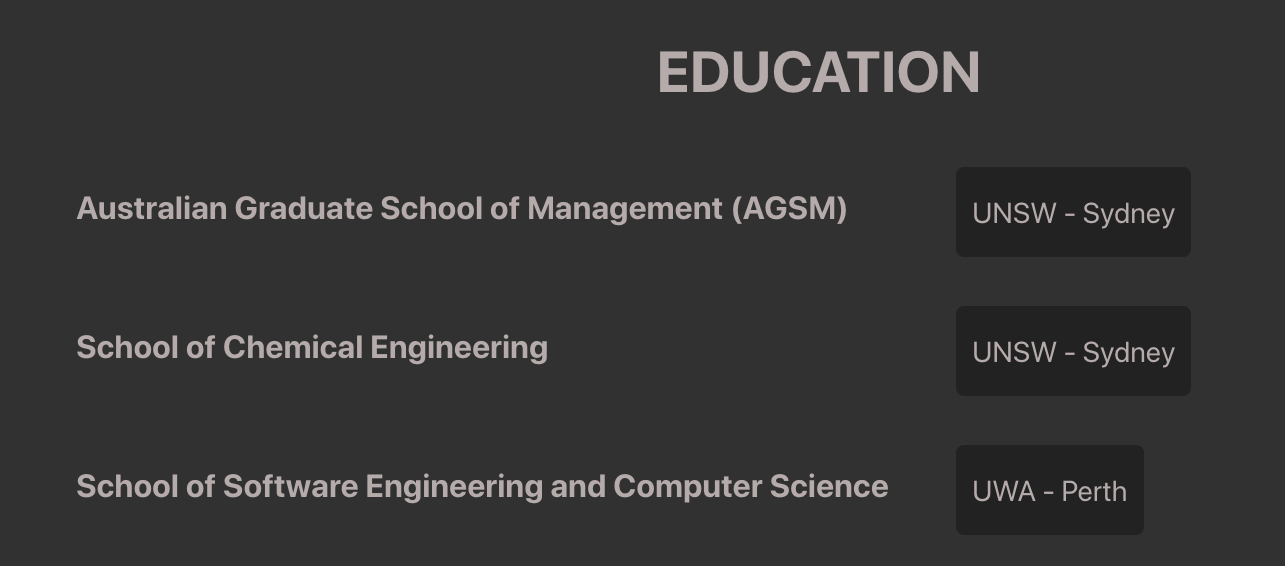 EDUCATION
Australian Graduate School of Management (AGSM)
UNSW - Sydney
School of Chemical Engineering
UNSW - Sydney
School of Software Engineering and Computer Science
UWA - Perth